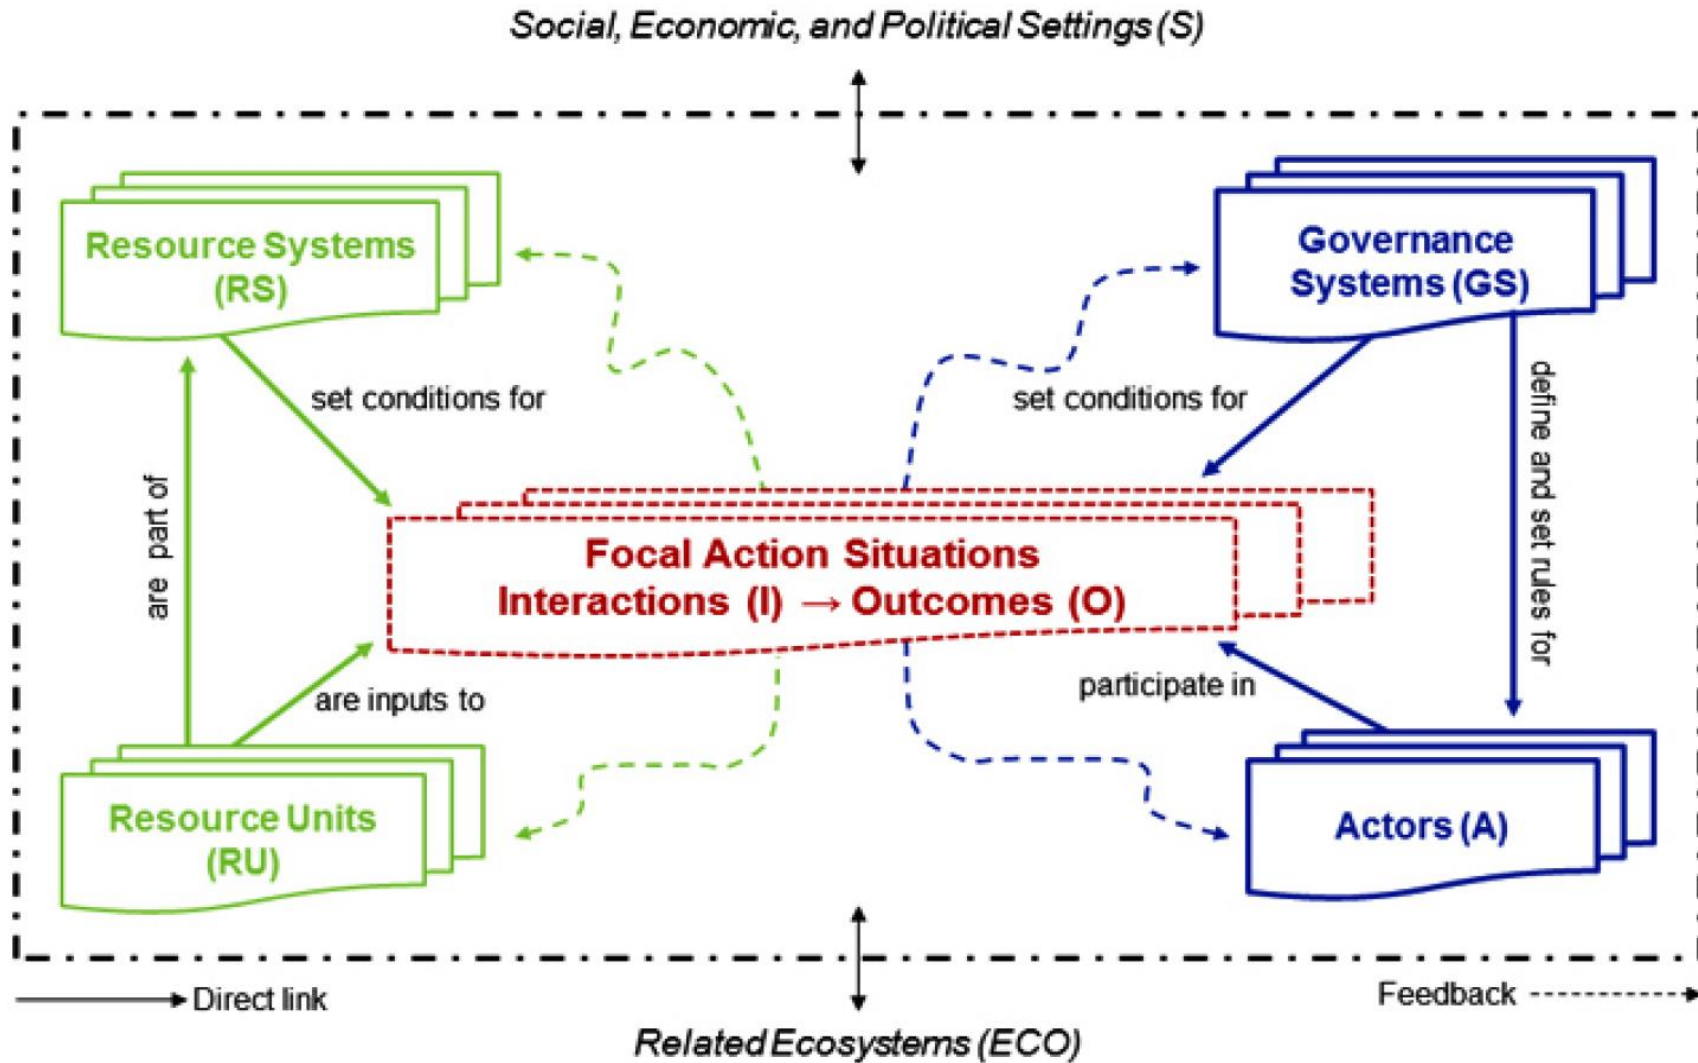 Social, Economic, and Political Settings (S)
Resource Systems
(RS)
Governance
Systems (GS)
set conditions for
set conditions for
are part of
define and set rules for
Focal Action Situations
Interactions (I) → Outcomes (O)
are inputs to
participate in
Resource Units
(RU)
Actors (A)
Direct link
Feedback
Related Ecosystems (ECO)